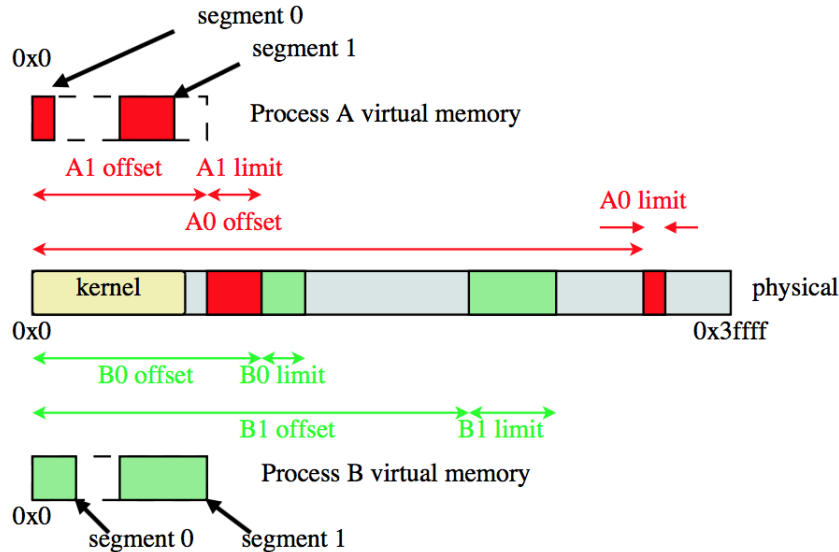 segment 0
segment 1
0x0
Process A virtual memory
A1 offset A1 limit
A0 offset A0 limit
kernel physical
0x0 0x3ffff
B0 offset B0 limit
B1 offset B1 limit
Process B virtual memory
0x0
segment 0 segment 1